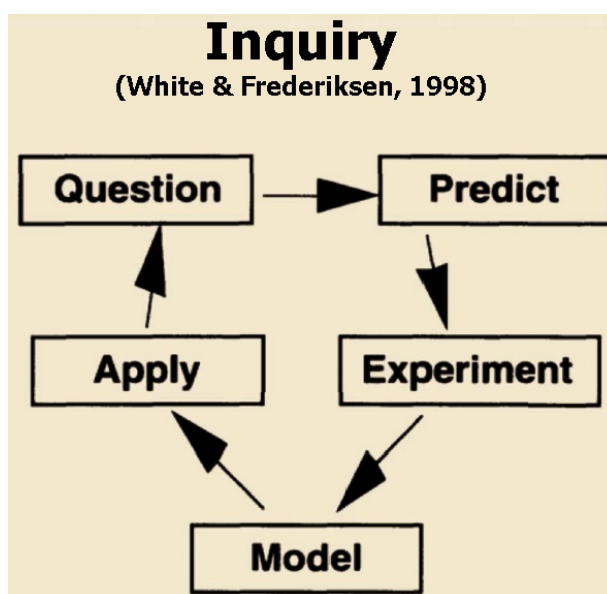 Inquiry
(White & Frederiksen, 1998)
Question
Predict
Apply
Experiment
Model